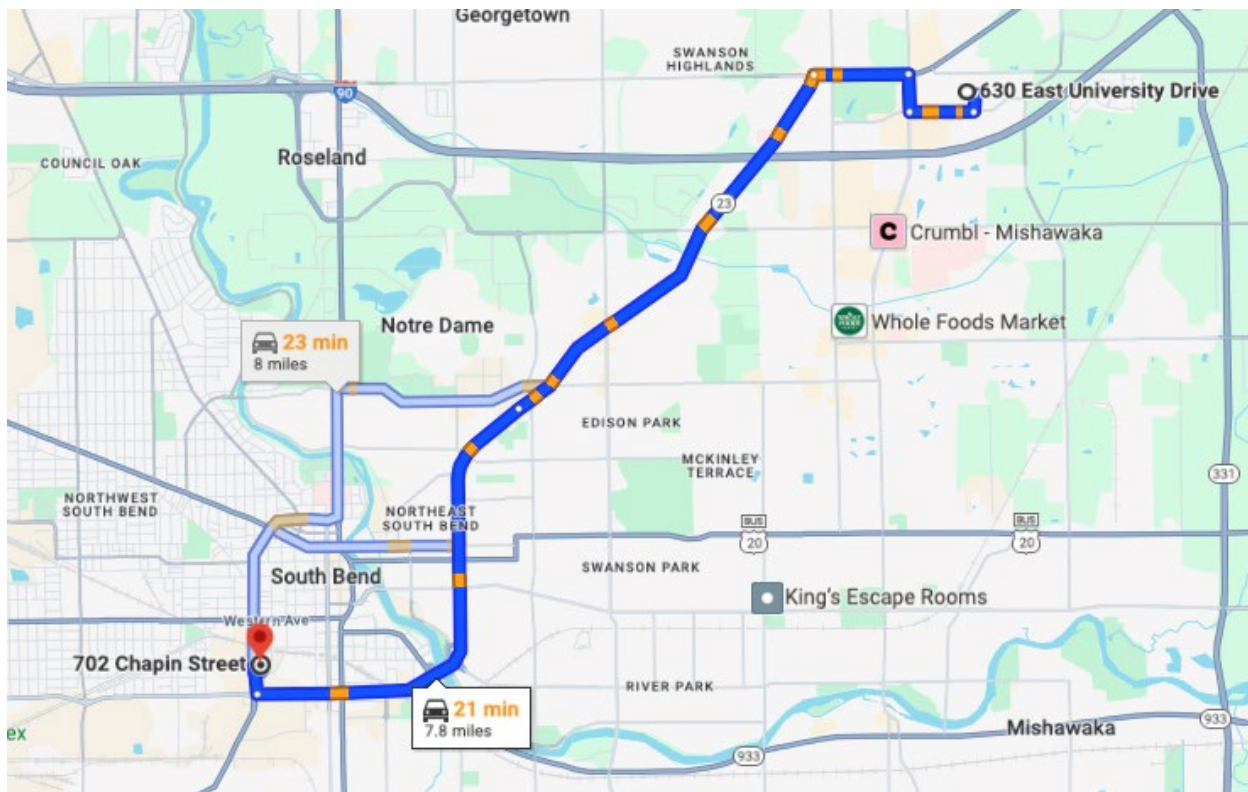 Georgetown
SWANSON
HIGHLANDS
630 East University Drive
90
COUNCIL OAK
Roseland
23
C
Crumbl - Mishawaka
WHOLE
FOODS
Whole Foods Market
Notre Dame
23 min
8 miles
EDISON PARK
MCKINLEY
TERRACE
331
NORTHWEST
SOUTH BEND
NORTHEAST
SOUTH BEND
BUS
20
BUS
20
South Bend
SWANSON PARK
King's Escape Rooms
Western Ave
702 Chapin Street
RIVER PARK
21 min
7.8 miles
933
Mishawaka
ex
933